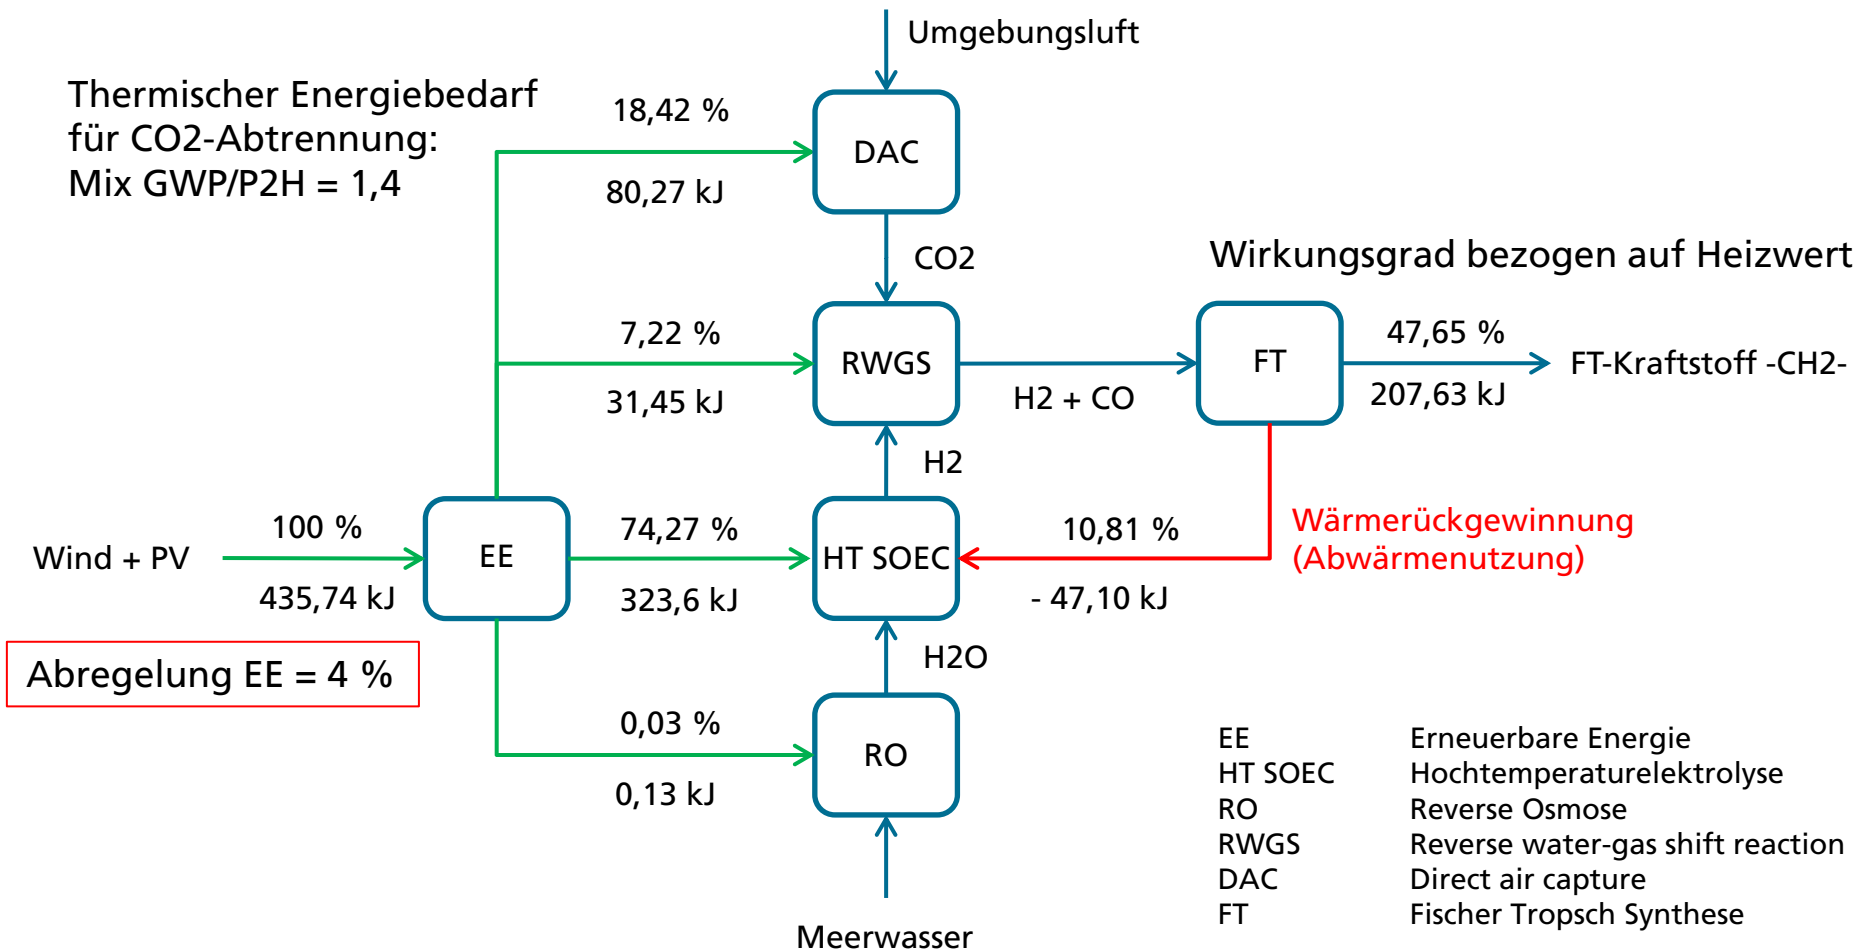 Umgebungsluft
Thermischer Energiebedarf
für CO2-Abtrennung:
Mix GWP/P2H = 1,4
18,42 %
80,27 kJ
DAC
CO2
Wirkungsgrad bezogen auf Heizwert
7,22 %
31,45 kJ
RWGS
H2 + CO
FT
47,65 %
207,63 kJ
FT-Kraftstoff -CH2-
H2
Wind + PV
100 %
435,74 kJ
EE
74,27 %
323,6 kJ
HT SOEC
10,81 %
- 47,10 kJ
Wärmerückgewinnung
(Abwärmenutzung)
Abregelung EE = 4 %
H2O
0,03 %
0,13 kJ
RO
Meerwasser
EE Erneuerbare Energie
HT SOEC Hochtemperaturelektrolyse
RO Reverse Osmose
RWGS Reverse water-gas shift reaction
DAC Direct air capture
FT Fischer Tropsch Synthese